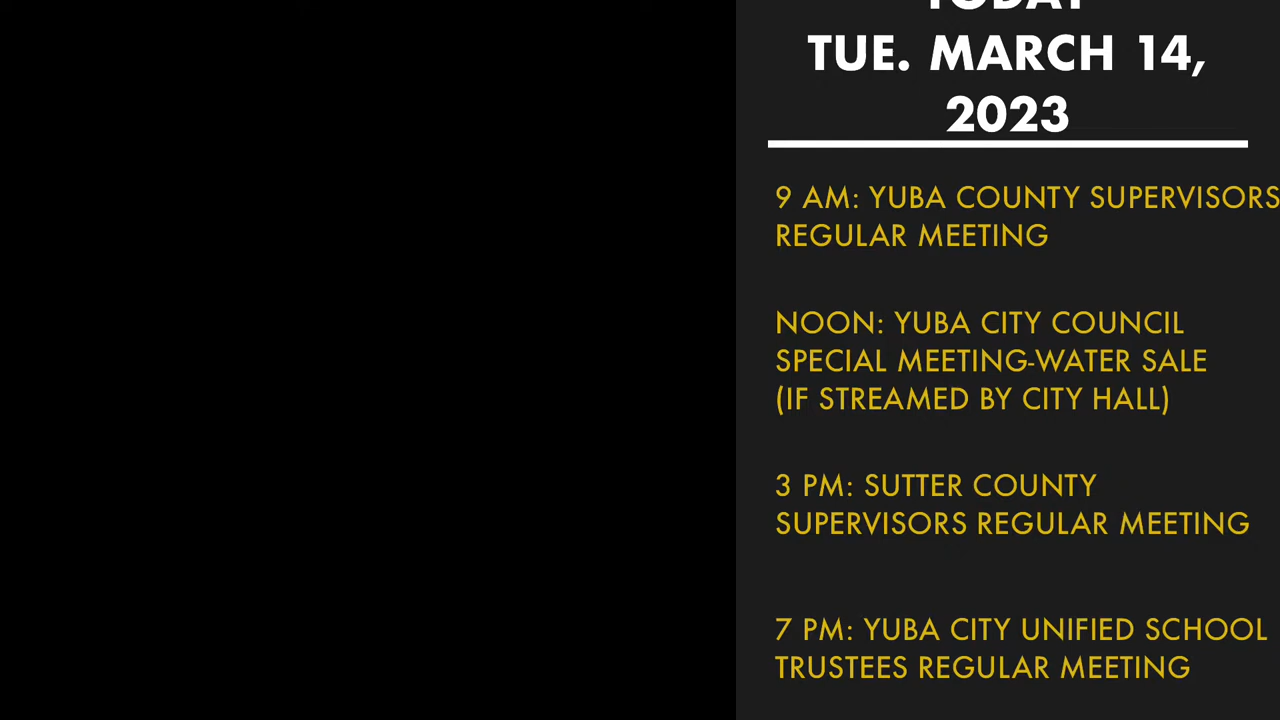 TODAY
TUE. MARCH 14,
2023
9 AM: YUBA COUNTY SUPERVISORS
REGULAR MEETING
NOON: YUBA CITY COUNCIL
SPECIAL MEETING-WATER SALE
(IF STREAMED BY CITY HALL)
3 PM: SUTTER COUNTY
SUPERVISORS REGULAR MEETING
7 PM: YUBA CITY UNIFIED SCHOOL
TRUSTEES REGULAR MEETING